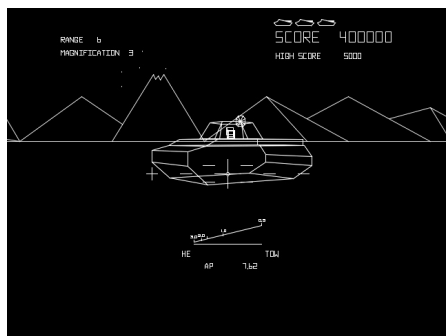 RANGE 6
MAGNIFICATION 3
SCORE 400000
HIGH SCORE 5000
HE TOW
AP 7.62